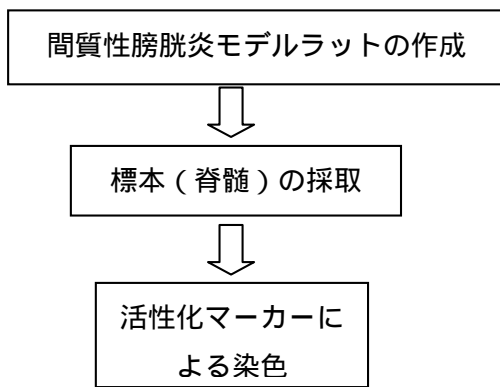 間質性膀胱炎モデルラットの作成
標本（脊髄）の採取
活性化マーカーに
よる染色